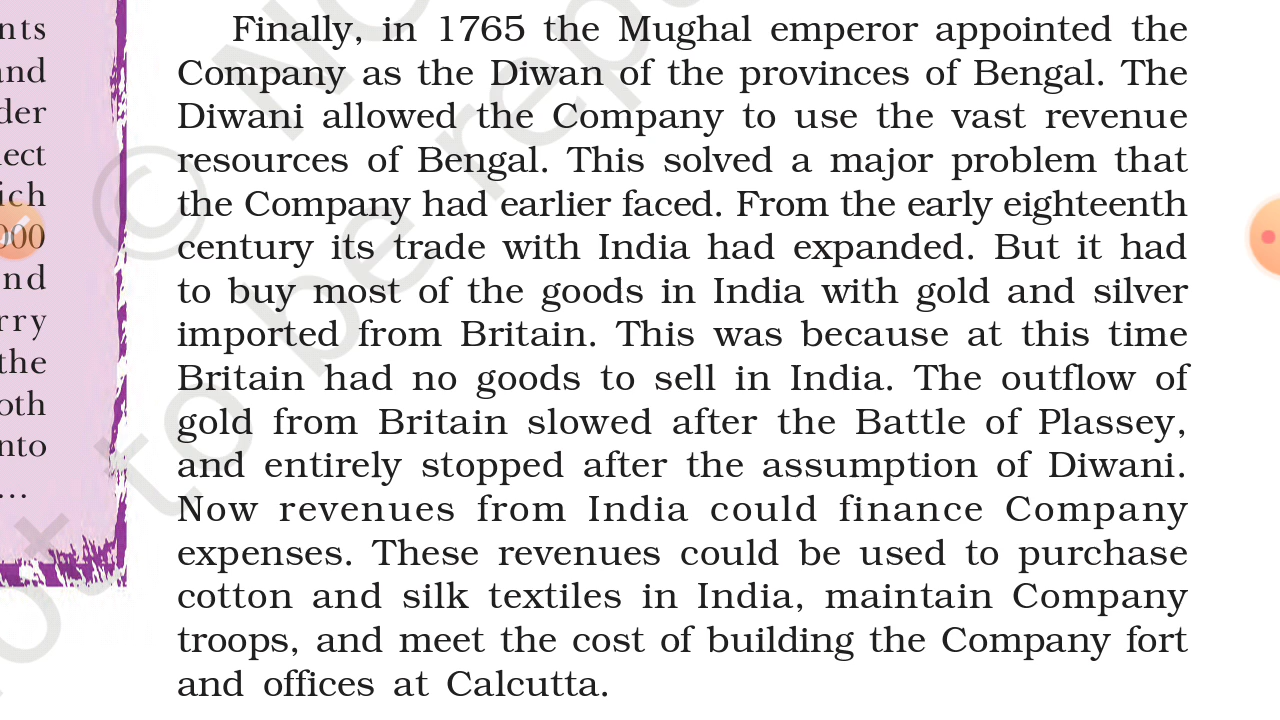 Finally, in 1765 the Mughal emperor appointed the
Company as the Diwan of the provinces of Bengal. The
Diwani allowed the Company to use the vast revenue
resources of Bengal. This solved a major problem that
the Company had earlier faced. From the early eighteenth
century its trade with India had expanded. But it had
to buy most of the goods in India with gold and silver
imported from Britain. This was because at this time
Britain had no goods to sell in India. The outflow of
gold from Britain slowed after the Battle of Plassey,
and entirely stopped after the assumption of Diwani.
Now revenues from India could finance Company
expenses. These revenues could be used to purchase
cotton and silk textiles in India, maintain Company
troops, and meet the cost of building the Company fort
and offices at Calcutta.